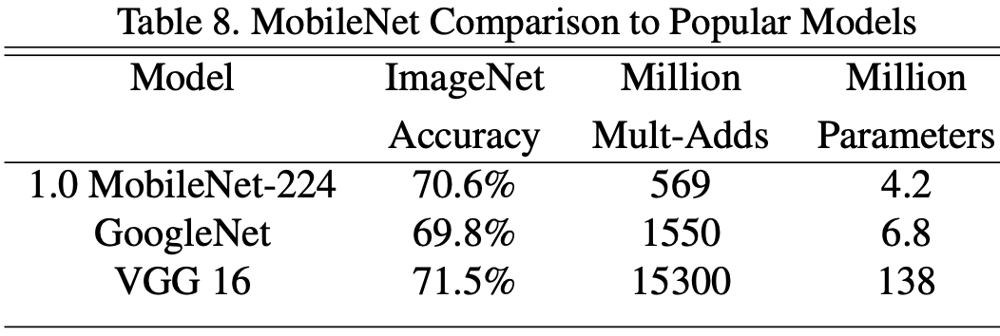 Table 8. MobileNet Comparison to Popular Models
Model ImageNet Million Million
Accuracy Mult-Adds Parameters
1.0 MobileNet-224 70.6% 569 4.2
GoogleNet 69.8% 1550 6.8
VGG 16 71.5% 15300 138